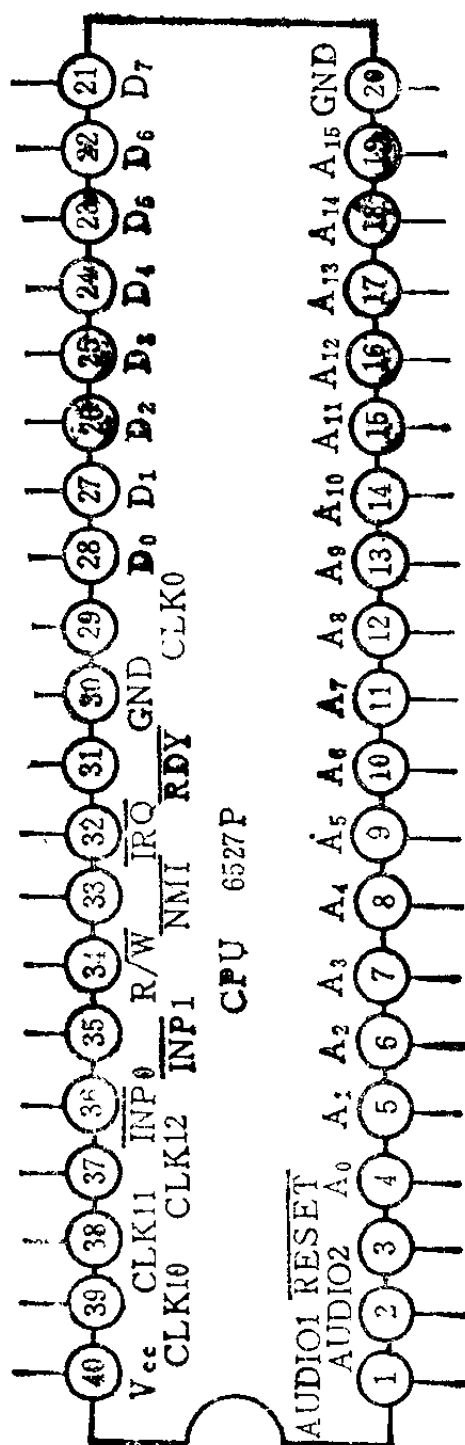 40 39 38 37 36 35 34 33 32 31 30 29 28 27 26 25 24 23 22 21
Vcc CLK11 INP0 R/W IRQ GND D0 D1 D2 D3 D4 D5 D6 D7
CLK10 CLK12 INP1 NMI RDY CLK0
CPU 6527P
AUDIO1 RESET A0 A1 A2 A3 A4 A5 A6 A7 A8 A9 A10 A11 A12 A13 A14 A15 GND
AUDIO2
1 2 3 4 5 6 7 8 9 10 11 12 13 14 15 16 17 18 19 20